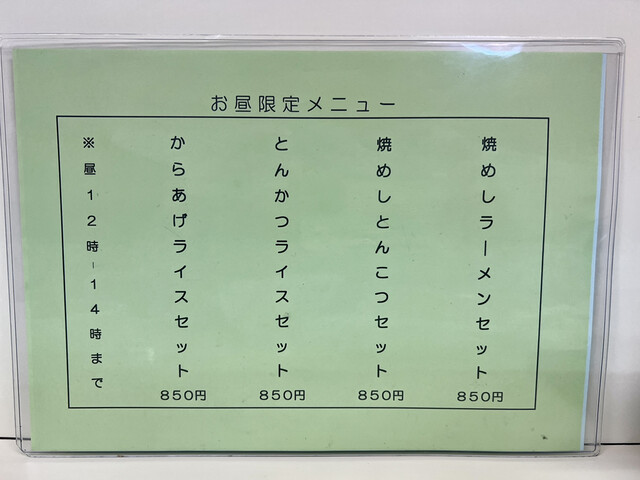 お昼限定メニュー
焼めしラーメンセット
850円
焼めしとんこつセット
850円
とんかつライスセット
850円
からあげライスセット
850円
※昼12時-14時まで